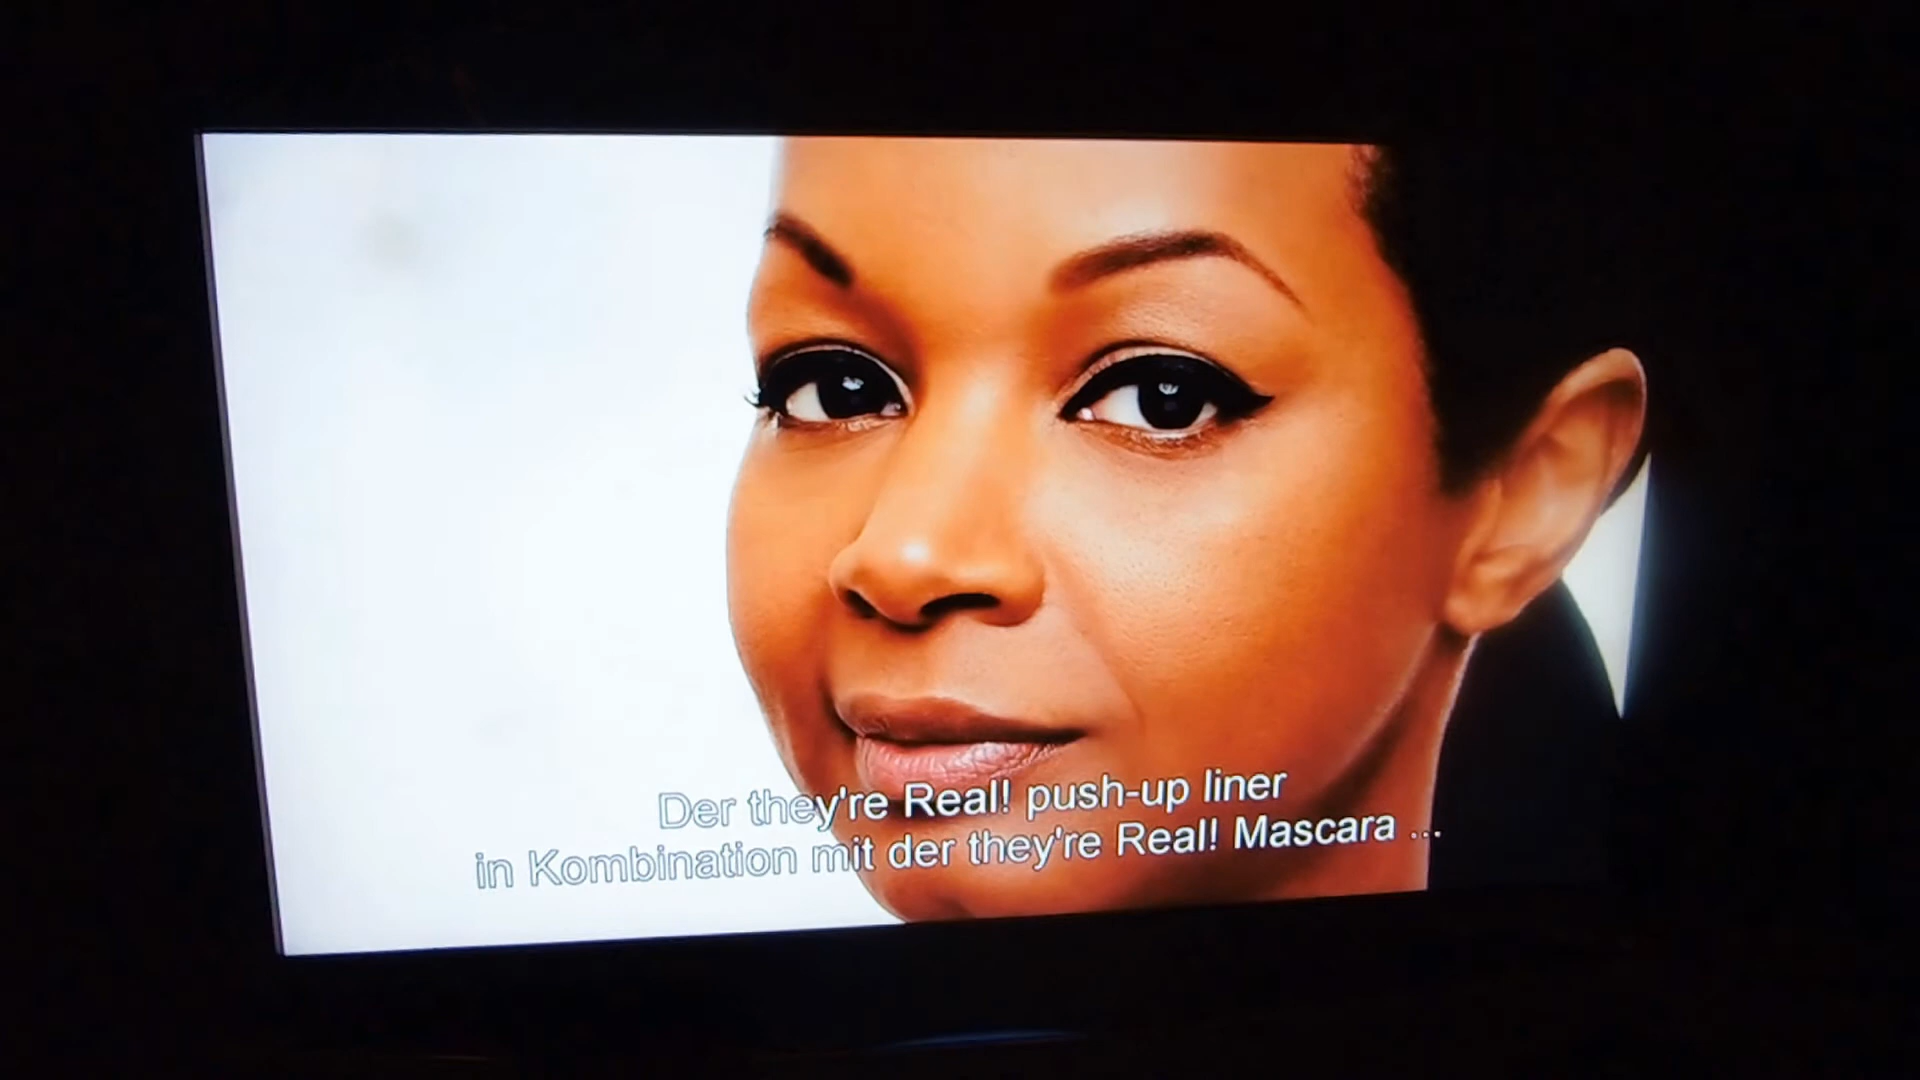 Der they're Real! push-up liner
in Kombination mit der they're Real! Mascara ...